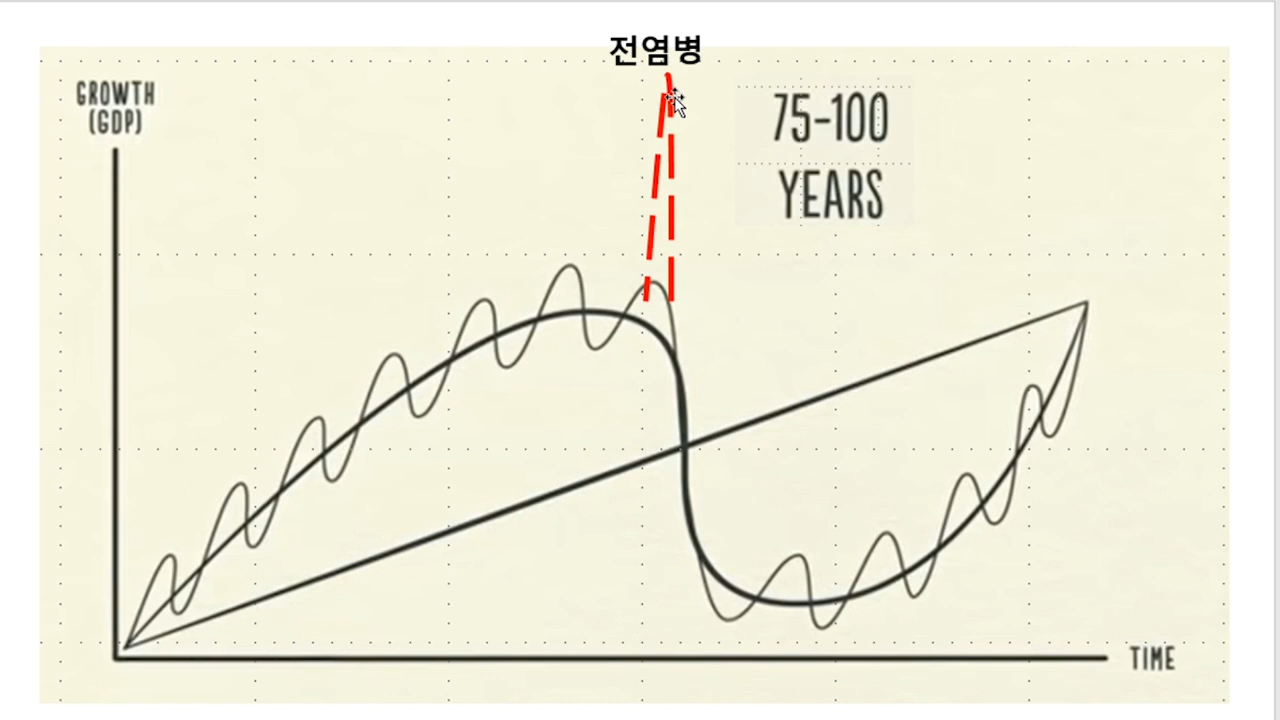 전염병
GROWTH
(GDP)
75-100
YEARS
TIME